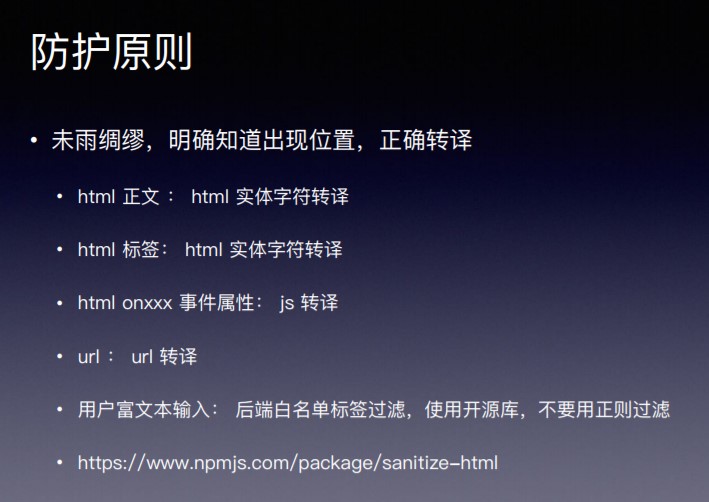 防护原则
• 未雨绸缪，明确知道出现位置，正确转译
• html 正文： html 实体字符转译
• html 标签： html 实体字符转译
• html onxxx 事件属性： js 转译
• url： url 转译
• 用户富文本输入： 后端白名单标签过滤，使用开源库，不要用正则过滤
• https://www.npmjs.com/package/sanitize-html